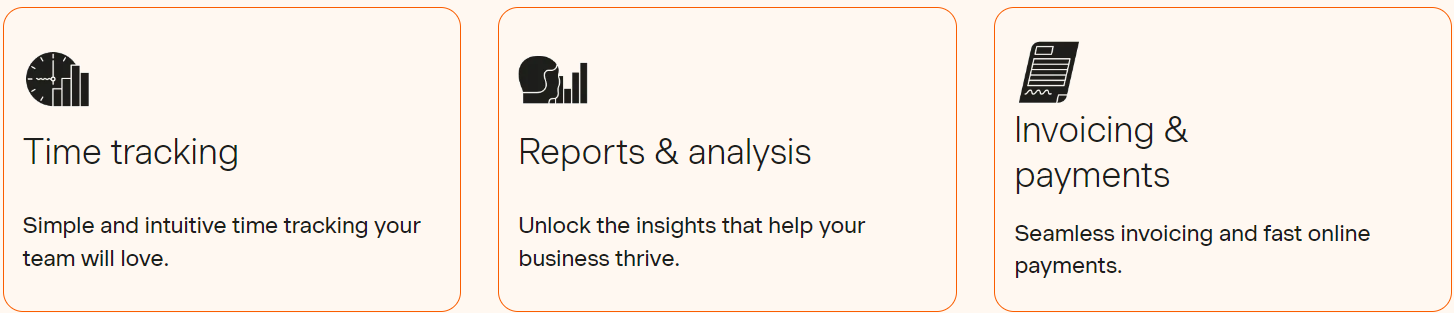 Time tracking
Simple and intuitive time tracking your
team will love.
Reports & analysis
Unlock the insights that help your
business thrive.
Invoicing &
payments
Seamless invoicing and fast online
payments.